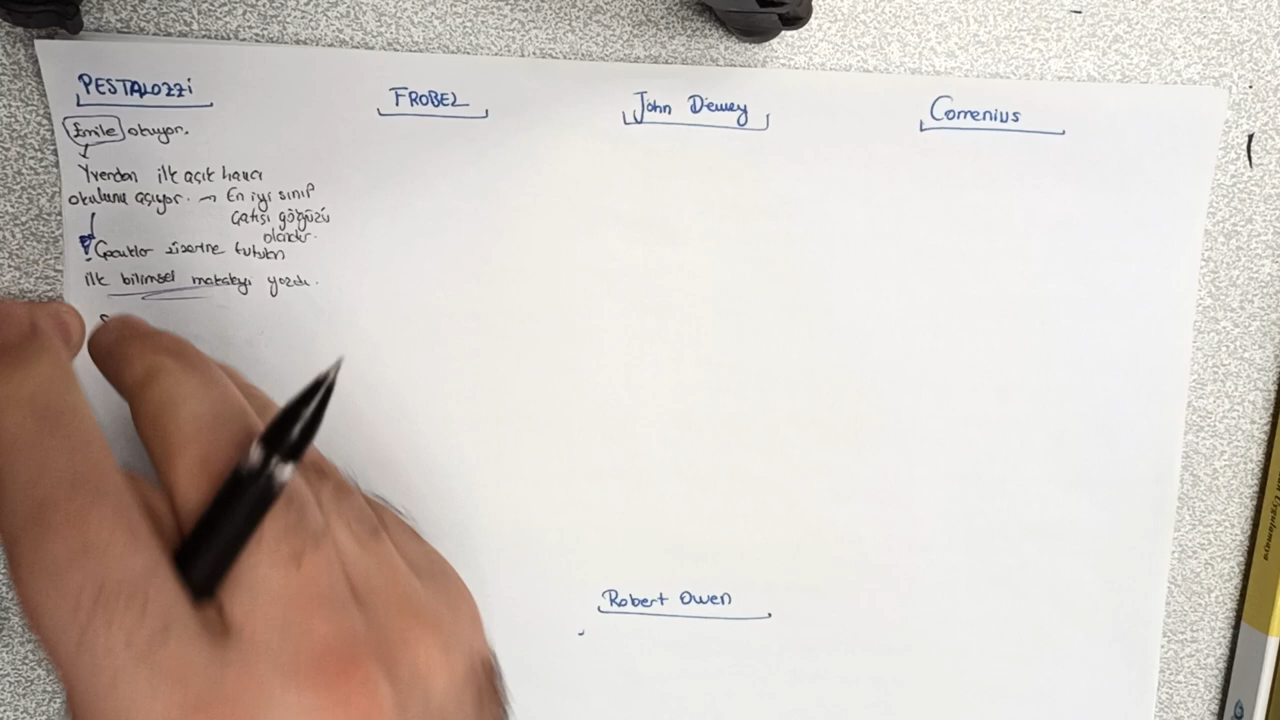 PESTALOZZi
FROBEL
John Dewey
Comenius
Emile okuyor.
Yverdon ilk açık hava
okulunu açıyor. → En iyi sınıf
çatısı gökyüzü
olandır.
Çocuklar üzerine tutulan
ilk bilimsel makaleyi yazdı.
Robert Owen